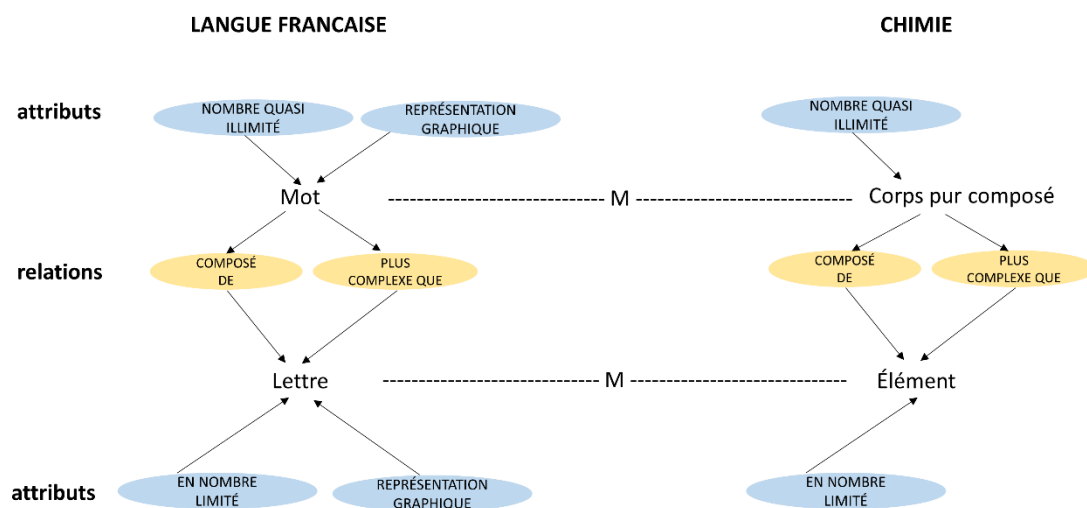 LANGUE FRANCAISE
CHIMIE
attributs
NOMBRE QUASI
ILLIMITÉ
REPRÉSENTATION
GRAPHIQUE
NOMBRE QUASI
ILLIMITÉ
Mot
M
Corps pur composé
relations
COMPOSÉ
DE
PLUS
COMPLEXE QUE
COMPOSÉ
DE
PLUS
COMPLEXE QUE
Lettre
M
Élément
attributs
EN NOMBRE
LIMITÉ
REPRÉSENTATION
GRAPHIQUE
EN NOMBRE
LIMITÉ